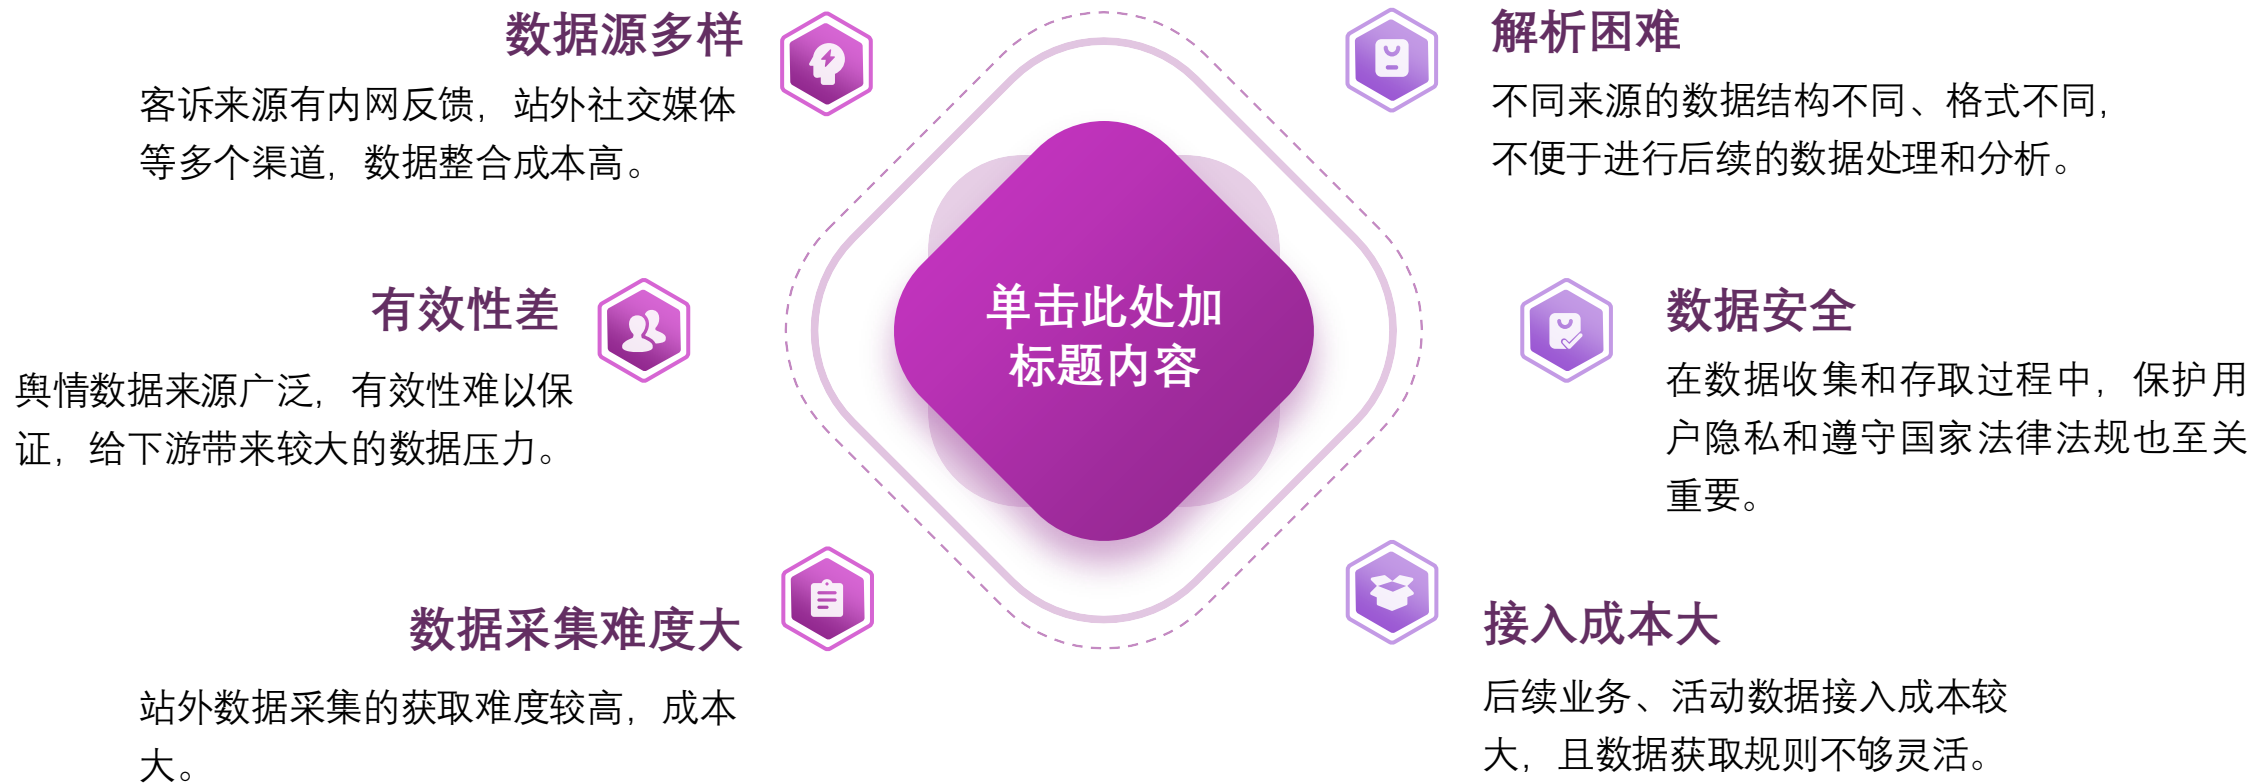 数据源多样
客诉来源有内网反馈，站外社交媒体
等多个渠道，数据整合成本高。
有效性差
舆情数据来源广泛，有效性难以保
证，给下游带来较大的数据压力。
数据采集难度大
站外数据采集的获取难度较高，成本
大。
单击此处加
标题内容
解析困难
不同来源的数据结构不同、格式不同，
不便于进行后续的数据处理和分析。
数据安全
在数据收集和存取过程中，保护用
户隐私和遵守国家法律法规也至关
重要。
接入成本大
后续业务、活动数据接入成本较
大，且数据获取规则不够灵活。